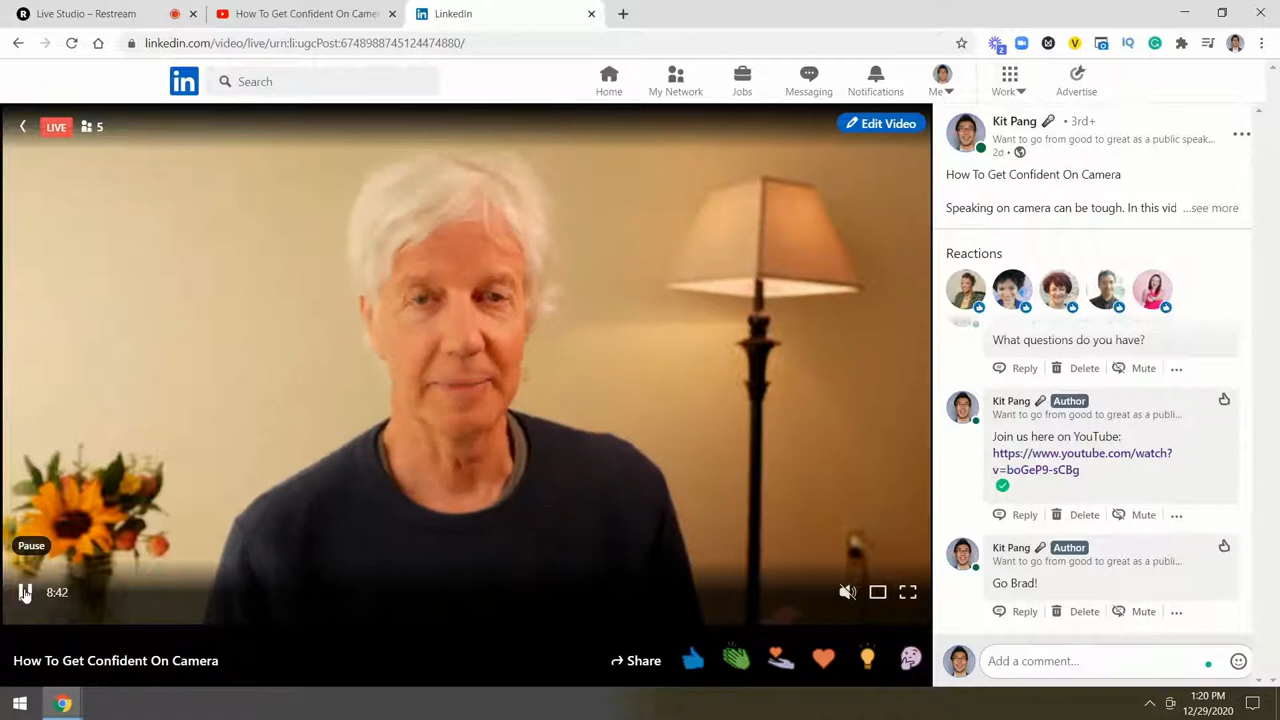 Live Studio – Restream
How To Get Confident On Came
LinkedIn
linkedin.com/video/live/urn:li:ugcPost:6748988745124474880/
2
in
Search
Home
My Network
Jobs
Messaging
Notifications
Me
Work
Advertise
LIVE
5
Edit Video
Kit Pang
• 3rd+
Want to go from good to great as a public speak...
2d •
How To Get Confident On Camera
Speaking on camera can be tough. In this vid ...see more
Reactions
What questions do you have?
Reply Delete Mute ...
Kit Pang Author
Want to go from good to great as a publi...
Join us here on YouTube:
https://www.youtube.com/watch?
v=boGeP9-sCBg
Reply Delete Mute ...
Kit Pang Author
Want to go from good to great as a publi...
Go Brad!
Reply Delete Mute ...
Pause
8:42
How To Get Confident On Camera
Share
Add a comment...
1:20 PM
12/29/2020